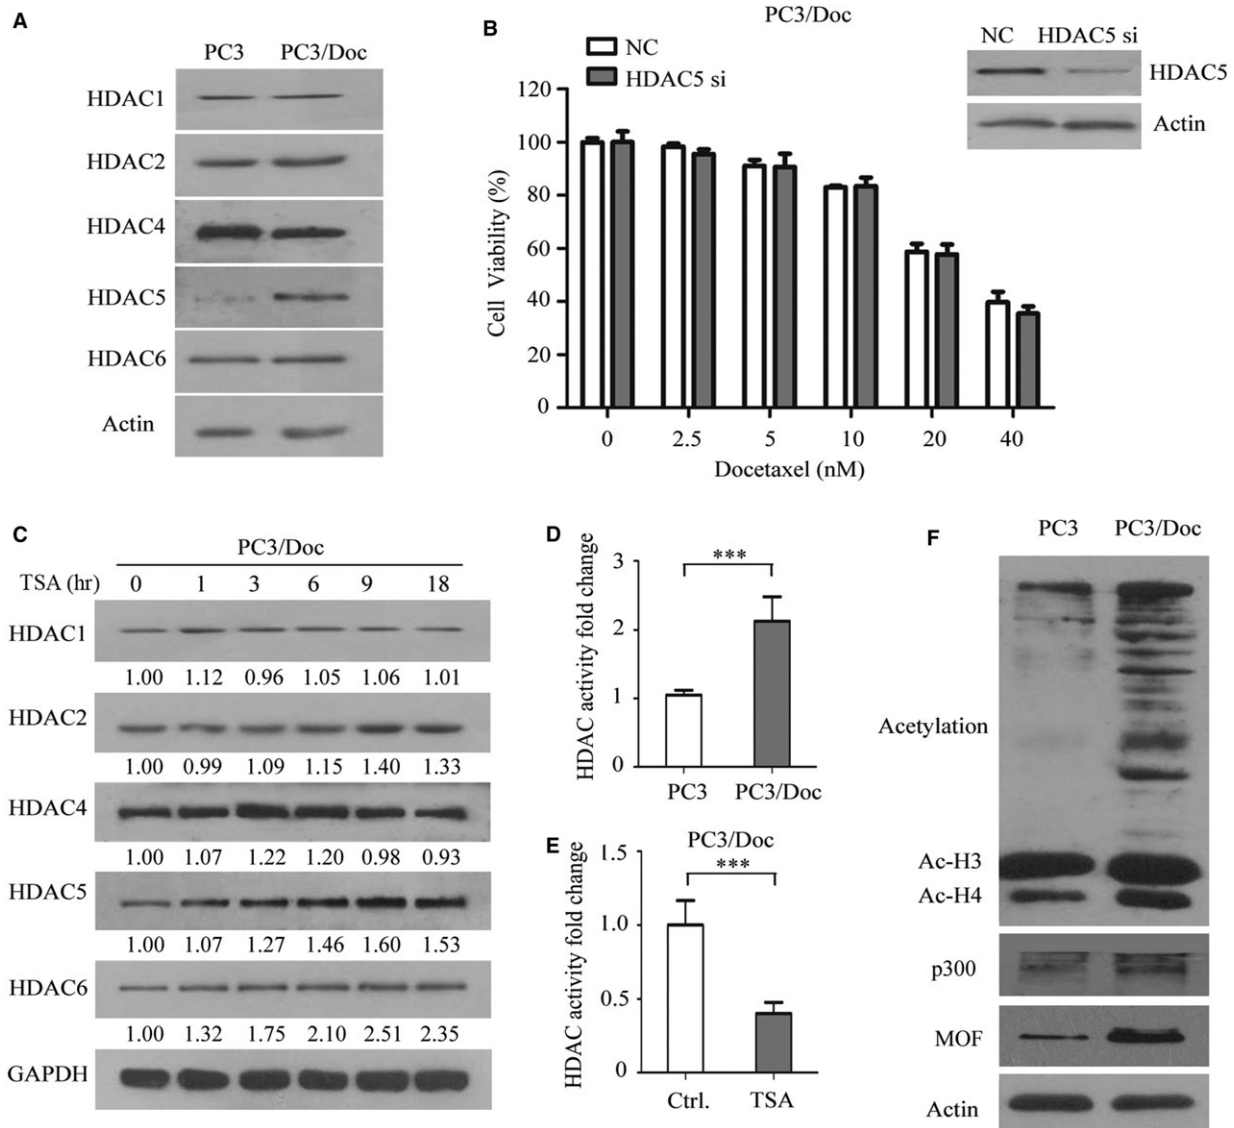 A
PC3 PC3/Doc
HDAC1
HDAC2
HDAC4
HDAC5
HDAC6
Actin
B
PC3/Doc
NC
HDAC5 si
NC HDAC5 si
HDAC5
Actin
Cell Viability (%)
120
100
80
60
40
20
0
0 2.5 5 10 20 40
Docetaxel (nM)
C
PC3/Doc
TSA (hr) 0 1 3 6 9 18
HDAC1
1.00 1.12 0.96 1.05 1.06 1.01
HDAC2
1.00 0.99 1.09 1.15 1.40 1.33
HDAC4
1.00 1.07 1.22 1.20 0.98 0.93
HDAC5
1.00 1.07 1.27 1.46 1.60 1.53
HDAC6
1.00 1.32 1.75 2.10 2.51 2.35
GAPDH
D
HDAC activity fold change
3
2
1
0
***
PC3 PC3/Doc
E
PC3/Doc
HDAC activity fold change
1.5
1.0
0.5
0
***
Ctrl. TSA
F
PC3 PC3/Doc
Acetylation
Ac-H3
Ac-H4
p300
MOF
Actin